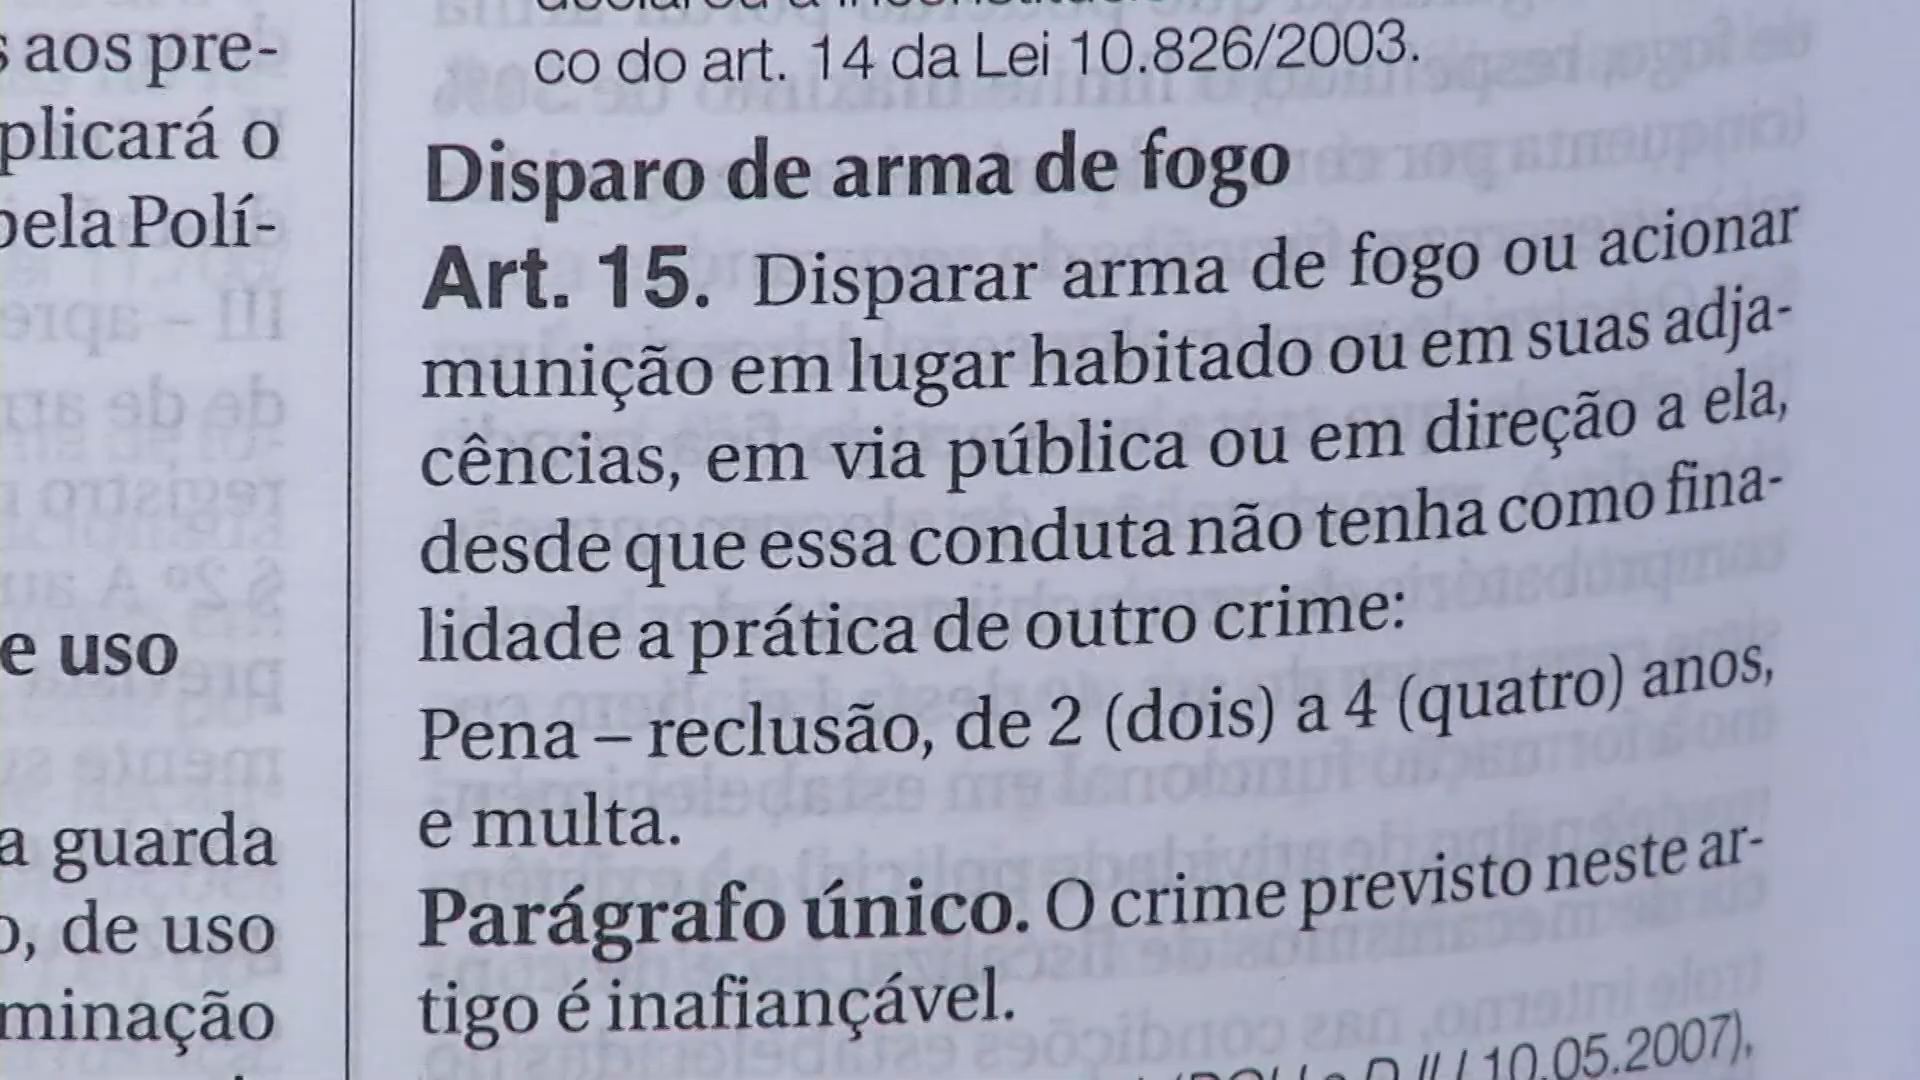 s aos pre-
plicará o
pela Polí-
e uso
a guarda
o, de uso
minação
co do art. 14 da Lei 10.826/2003.
Disparo de arma de fogo
Art. 15. Disparar arma de fogo ou acionar
munição em lugar habitado ou em suas adja-
cências, em via pública ou em direção a ela,
desde que essa conduta não tenha como fina-
lidade a prática de outro crime:
Pena – reclusão, de 2 (dois) a 4 (quatro) anos,
e multa.
Parágrafo único. O crime previsto neste ar-
tigo é inafiançável.
10.05.2007),